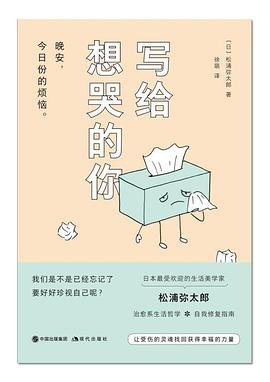 写给
想哭的你
晚安，
今日份的烦恼。
［日］松浦弥太郎 著
徐萌 译
我们是不是已经忘记了
要好好珍视自己呢？
日本最受欢迎的生活美学家
松浦弥太郎
治愈系生活哲学 ✲ 自我修复指南
让受伤的灵魂找回获得幸福的力量
中国出版集团
现代出版社